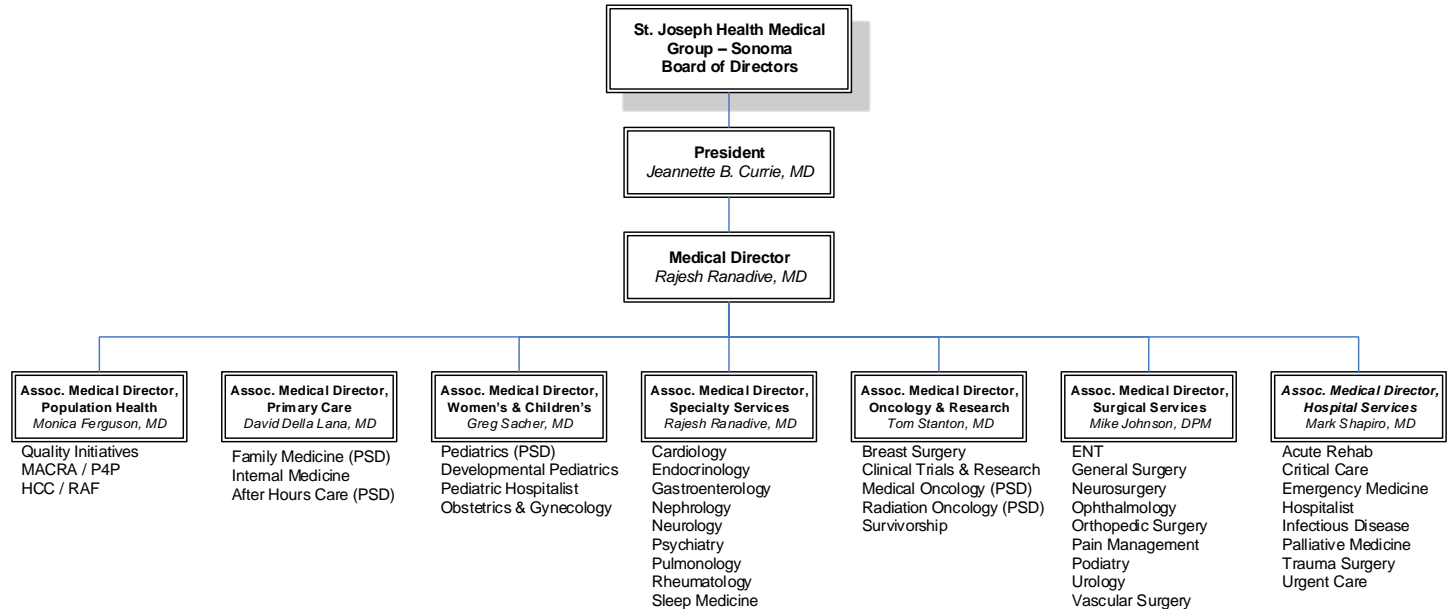 St. Joseph Health Medical
Group – Sonoma
Board of Directors
President
Jeannette B. Currie, MD
Medical Director
Rajesh Ranadive, MD
Assoc. Medical Director,
Population Health
Monica Ferguson, MD
Quality Initiatives
MACRA / P4P
HCC / RAF
Assoc. Medical Director,
Primary Care
David Della Lana, MD
Family Medicine (PSD)
Internal Medicine
After Hours Care (PSD)
Assoc. Medical Director,
Women's & Children's
Greg Sacher, MD
Pediatrics (PSD)
Developmental Pediatrics
Pediatric Hospitalist
Obstetrics & Gynecology
Assoc. Medical Director,
Specialty Services
Rajesh Ranadive, MD
Cardiology
Endocrinology
Gastroenterology
Nephrology
Neurology
Psychiatry
Pulmonology
Rheumatology
Sleep Medicine
Assoc. Medical Director,
Oncology & Research
Tom Stanton, MD
Breast Surgery
Clinical Trials & Research
Medical Oncology (PSD)
Radiation Oncology (PSD)
Survivorship
Assoc. Medical Director,
Surgical Services
Mike Johnson, DPM
ENT
General Surgery
Neurosurgery
Ophthalmology
Orthopedic Surgery
Pain Management
Podiatry
Urology
Vascular Surgery
Assoc. Medical Director,
Hospital Services
Mark Shapiro, MD
Acute Rehab
Critical Care
Emergency Medicine
Hospitalist
Infectious Disease
Palliative Medicine
Trauma Surgery
Urgent Care